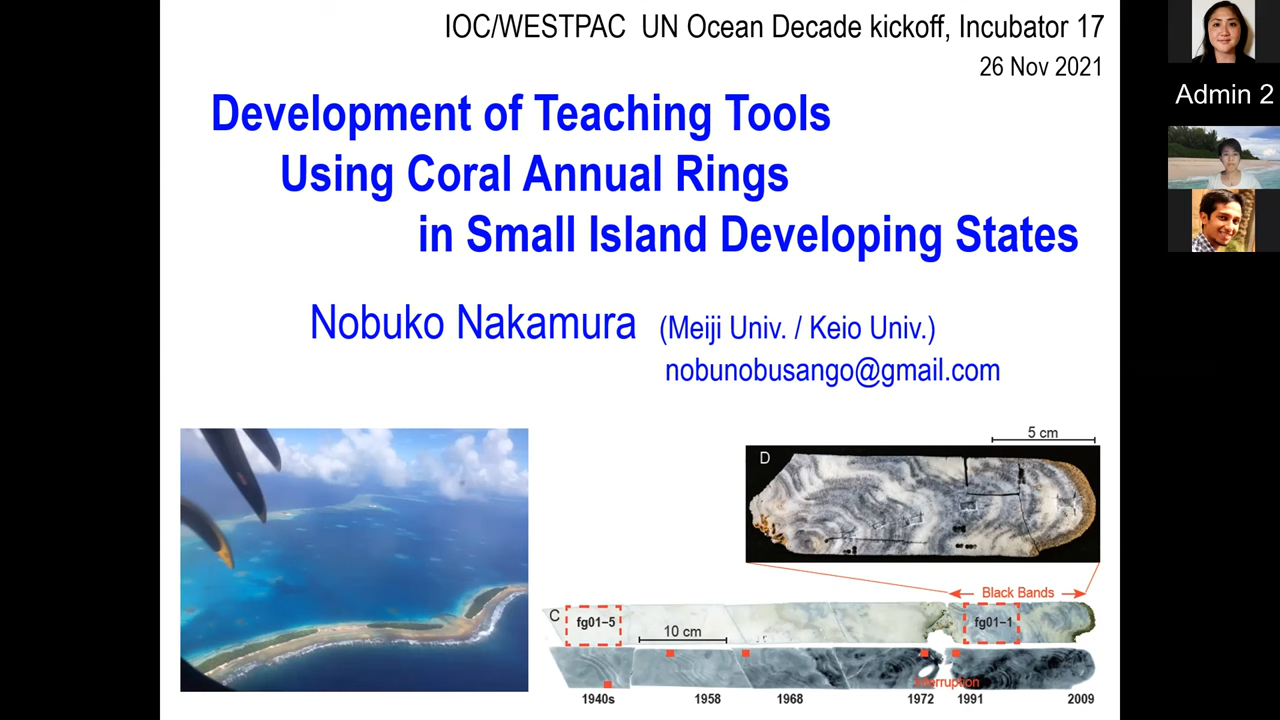 IOC/WESTPAC UN Ocean Decade kickoff, Incubator 17
26 Nov 2021
Admin 2
Development of Teaching Tools
Using Coral Annual Rings
in Small Island Developing States
Nobuko Nakamura (Meiji Univ. / Keio Univ.)
nobunobusango@gmail.com
5 cm
D
Black Bands
C
fg01–5
10 cm
fg01–1
interruption
1940s 1958 1968 1972 1991 2009